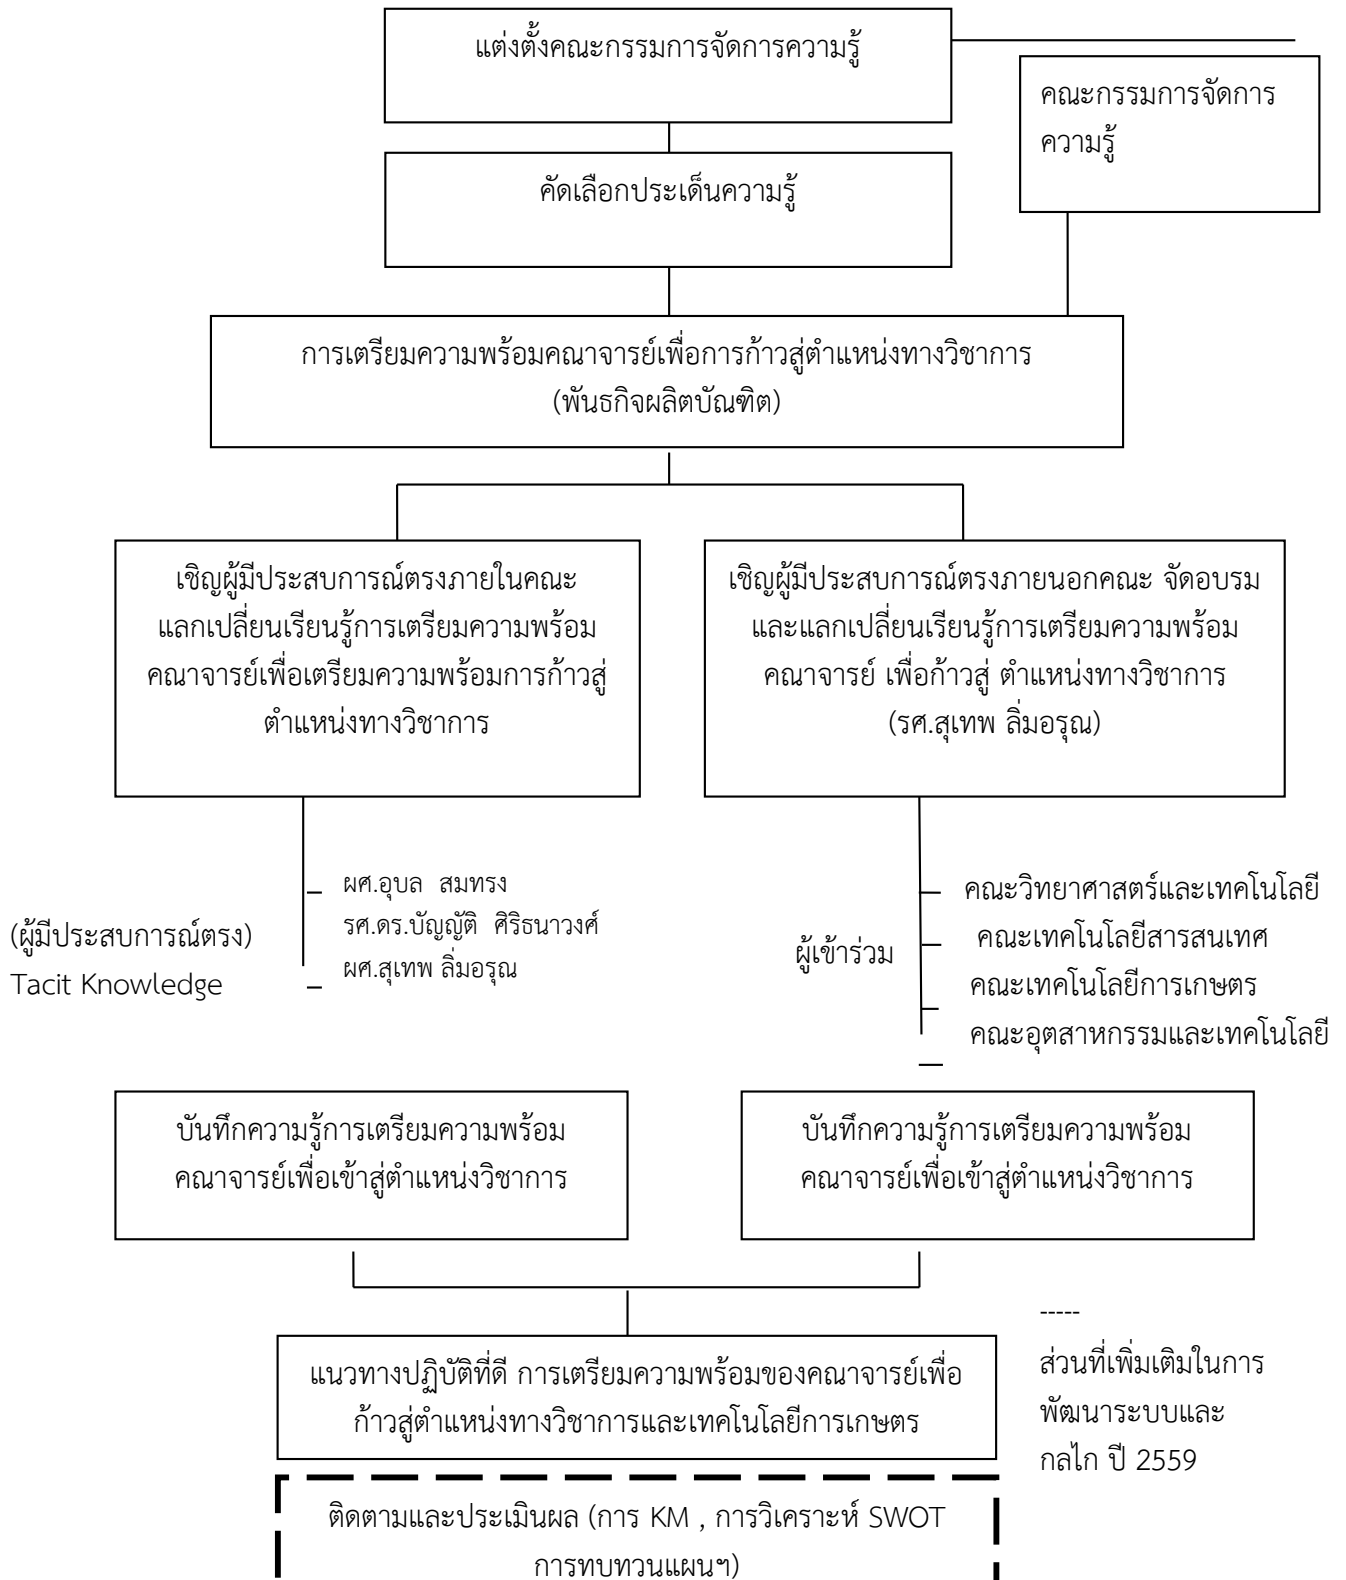 แต่งตั้งคณะกรรมการจัดการความรู้
คณะกรรมการจัดการ
ความรู้
คัดเลือกประเด็นความรู้
การเตรียมความพร้อมคณาจารย์เพื่อการก้าวสู่ตำแหน่งทางวิชาการ
(พันธกิจผลิตบัณฑิต)
เชิญผู้มีประสบการณ์ตรงภายในคณะ
แลกเปลี่ยนเรียนรู้การเตรียมความพร้อม
คณาจารย์เพื่อเตรียมความพร้อมการก้าวสู่
ตำแหน่งทางวิชาการ
เชิญผู้มีประสบการณ์ตรงภายนอกคณะ จัดอบรม
และแลกเปลี่ยนเรียนรู้การเตรียมความพร้อม
คณาจารย์ เพื่อก้าวสู่ ตำแหน่งทางวิชาการ
(รศ.สุเทพ ลิ่มอรุณ)
(ผู้มีประสบการณ์ตรง)
Tacit Knowledge
ผศ.อุบล สมทรง
รศ.ดร.บัญญัติ ศิริธนาวงศ์
ผศ.สุเทพ ลิ่มอรุณ
ผู้เข้าร่วม
คณะวิทยาศาสตร์และเทคโนโลยี
คณะเทคโนโลยีสารสนเทศ
คณะเทคโนโลยีการเกษตร
คณะอุตสาหกรรมและเทคโนโลยี
บันทึกความรู้การเตรียมความพร้อม
คณาจารย์เพื่อเข้าสู่ตำแหน่งวิชาการ
บันทึกความรู้การเตรียมความพร้อม
คณาจารย์เพื่อเข้าสู่ตำแหน่งวิชาการ
แนวทางปฏิบัติที่ดี การเตรียมความพร้อมของคณาจารย์เพื่อ
ก้าวสู่ตำแหน่งทางวิชาการและเทคโนโลยีการเกษตร
-----
ส่วนที่เพิ่มเติมในการ
พัฒนาระบบและ
กลไก ปี 2559
ติดตามและประเมินผล (การ KM , การวิเคราะห์ SWOT
การทบทวนแผนฯ)